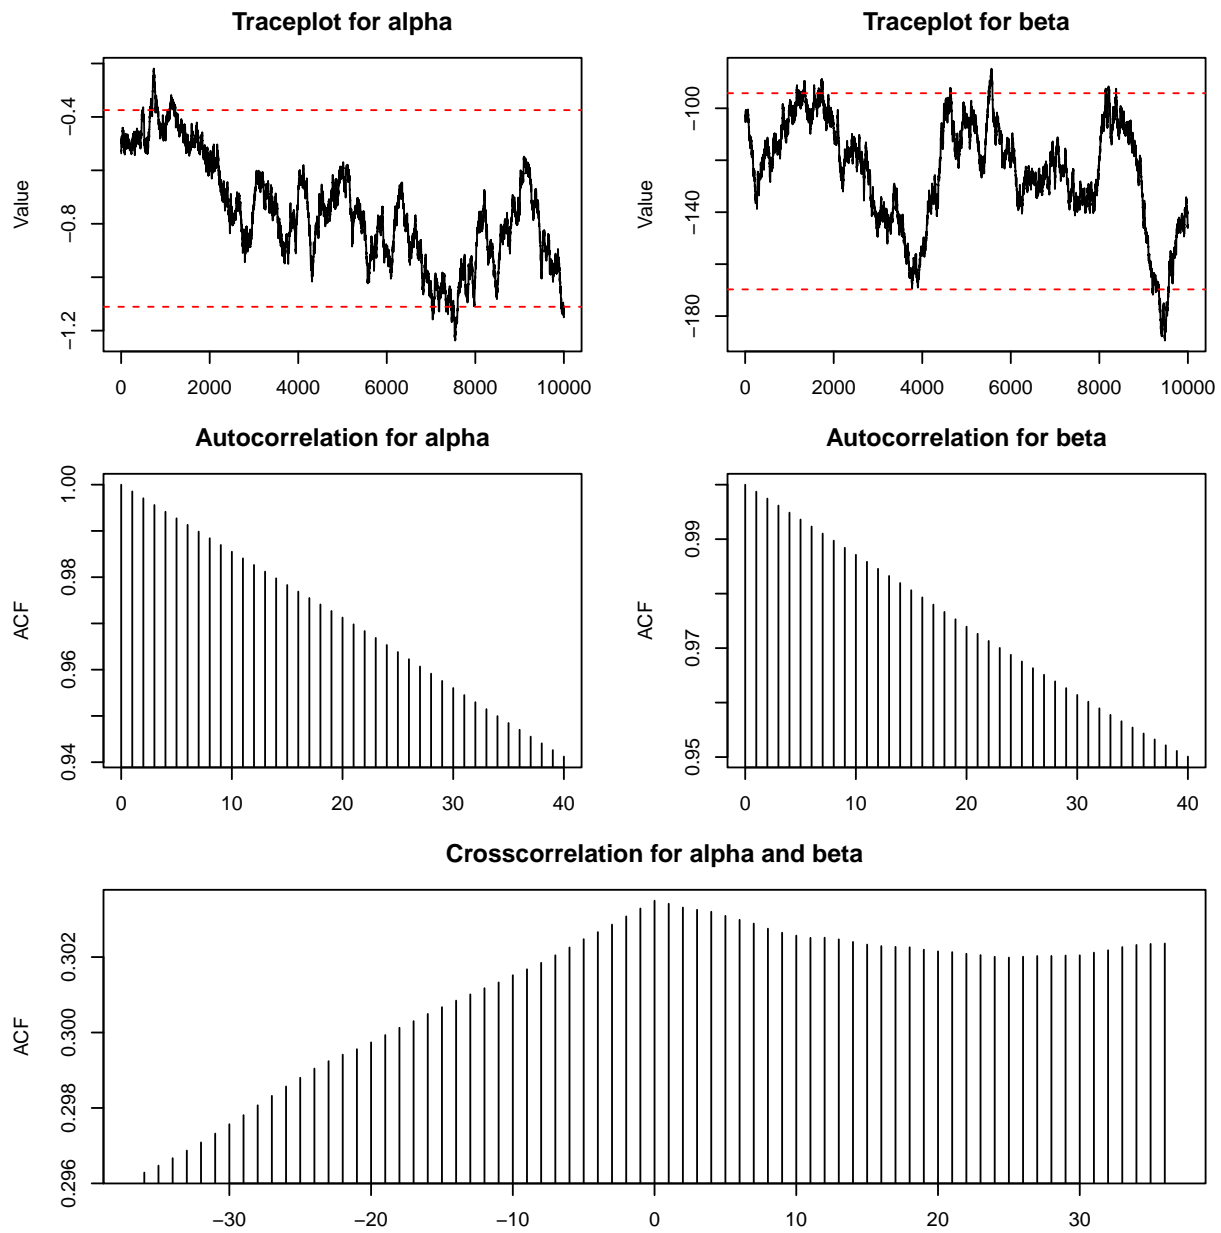 Traceplot for alpha
Value
−0.4
−0.8
−1.2
0 2000 4000 6000 8000 10000
Traceplot for beta
Value
−100
−140
−180
0 2000 4000 6000 8000 10000
Autocorrelation for alpha
ACF
1.00
0.98
0.96
0.94
0 10 20 30 40
Autocorrelation for beta
ACF
0.99
0.97
0.95
0 10 20 30 40
Crosscorrelation for alpha and beta
ACF
0.302
0.300
0.298
0.296
−30 −20 −10 0 10 20 30